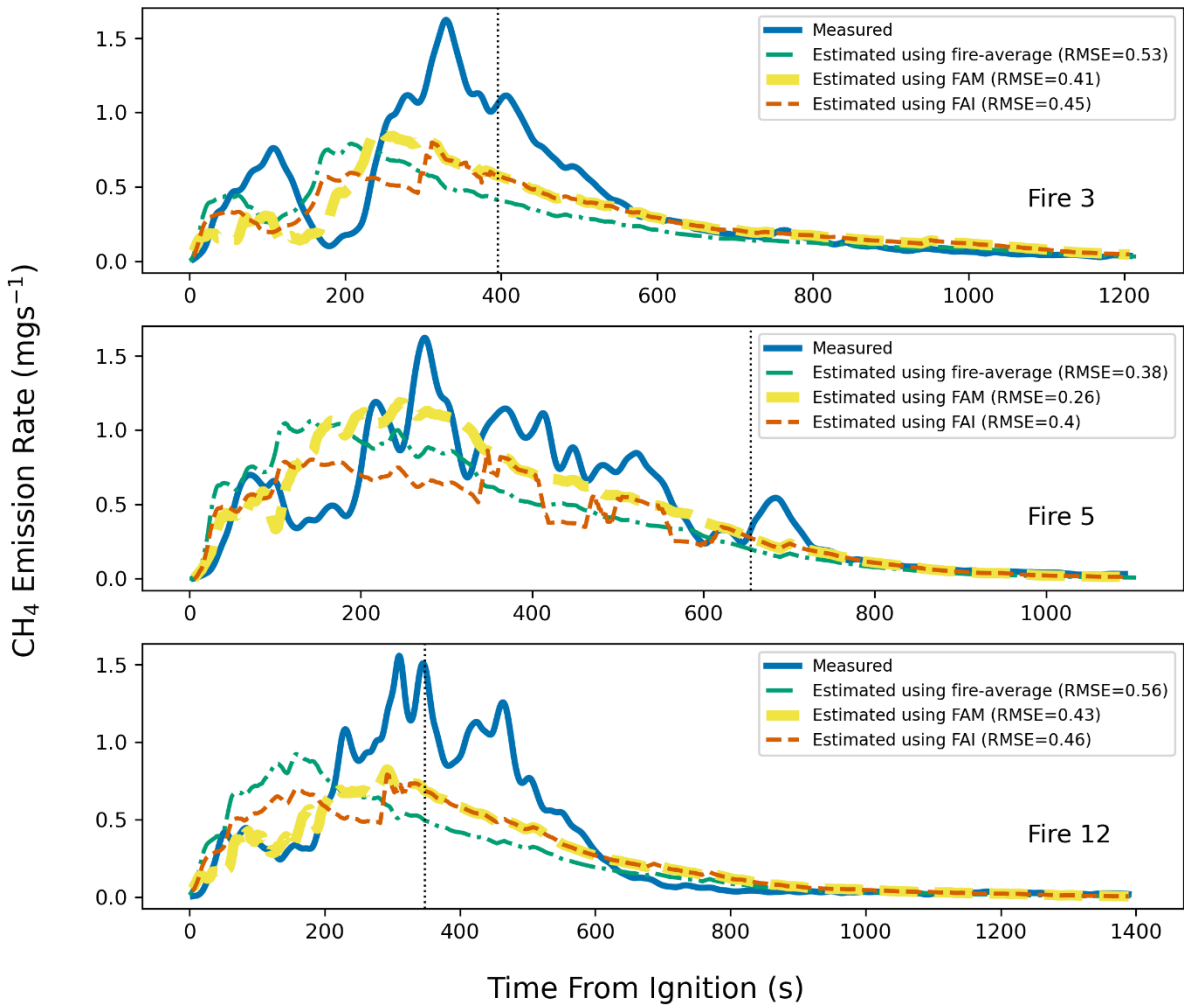 CH₄ Emission Rate (mgs⁻¹)
1.5
1.0
0.5
0.0
Measured
Estimated using fire-average (RMSE=0.53)
Estimated using FAM (RMSE=0.41)
Estimated using FAI (RMSE=0.45)
Fire 3
0 200 400 600 800 1000 1200
1.5
1.0
0.5
0.0
Measured
Estimated using fire-average (RMSE=0.38)
Estimated using FAM (RMSE=0.26)
Estimated using FAI (RMSE=0.4)
Fire 5
0 200 400 600 800 1000
1.5
1.0
0.5
0.0
Measured
Estimated using fire-average (RMSE=0.56)
Estimated using FAM (RMSE=0.43)
Estimated using FAI (RMSE=0.46)
Fire 12
0 200 400 600 800 1000 1200 1400
Time From Ignition (s)